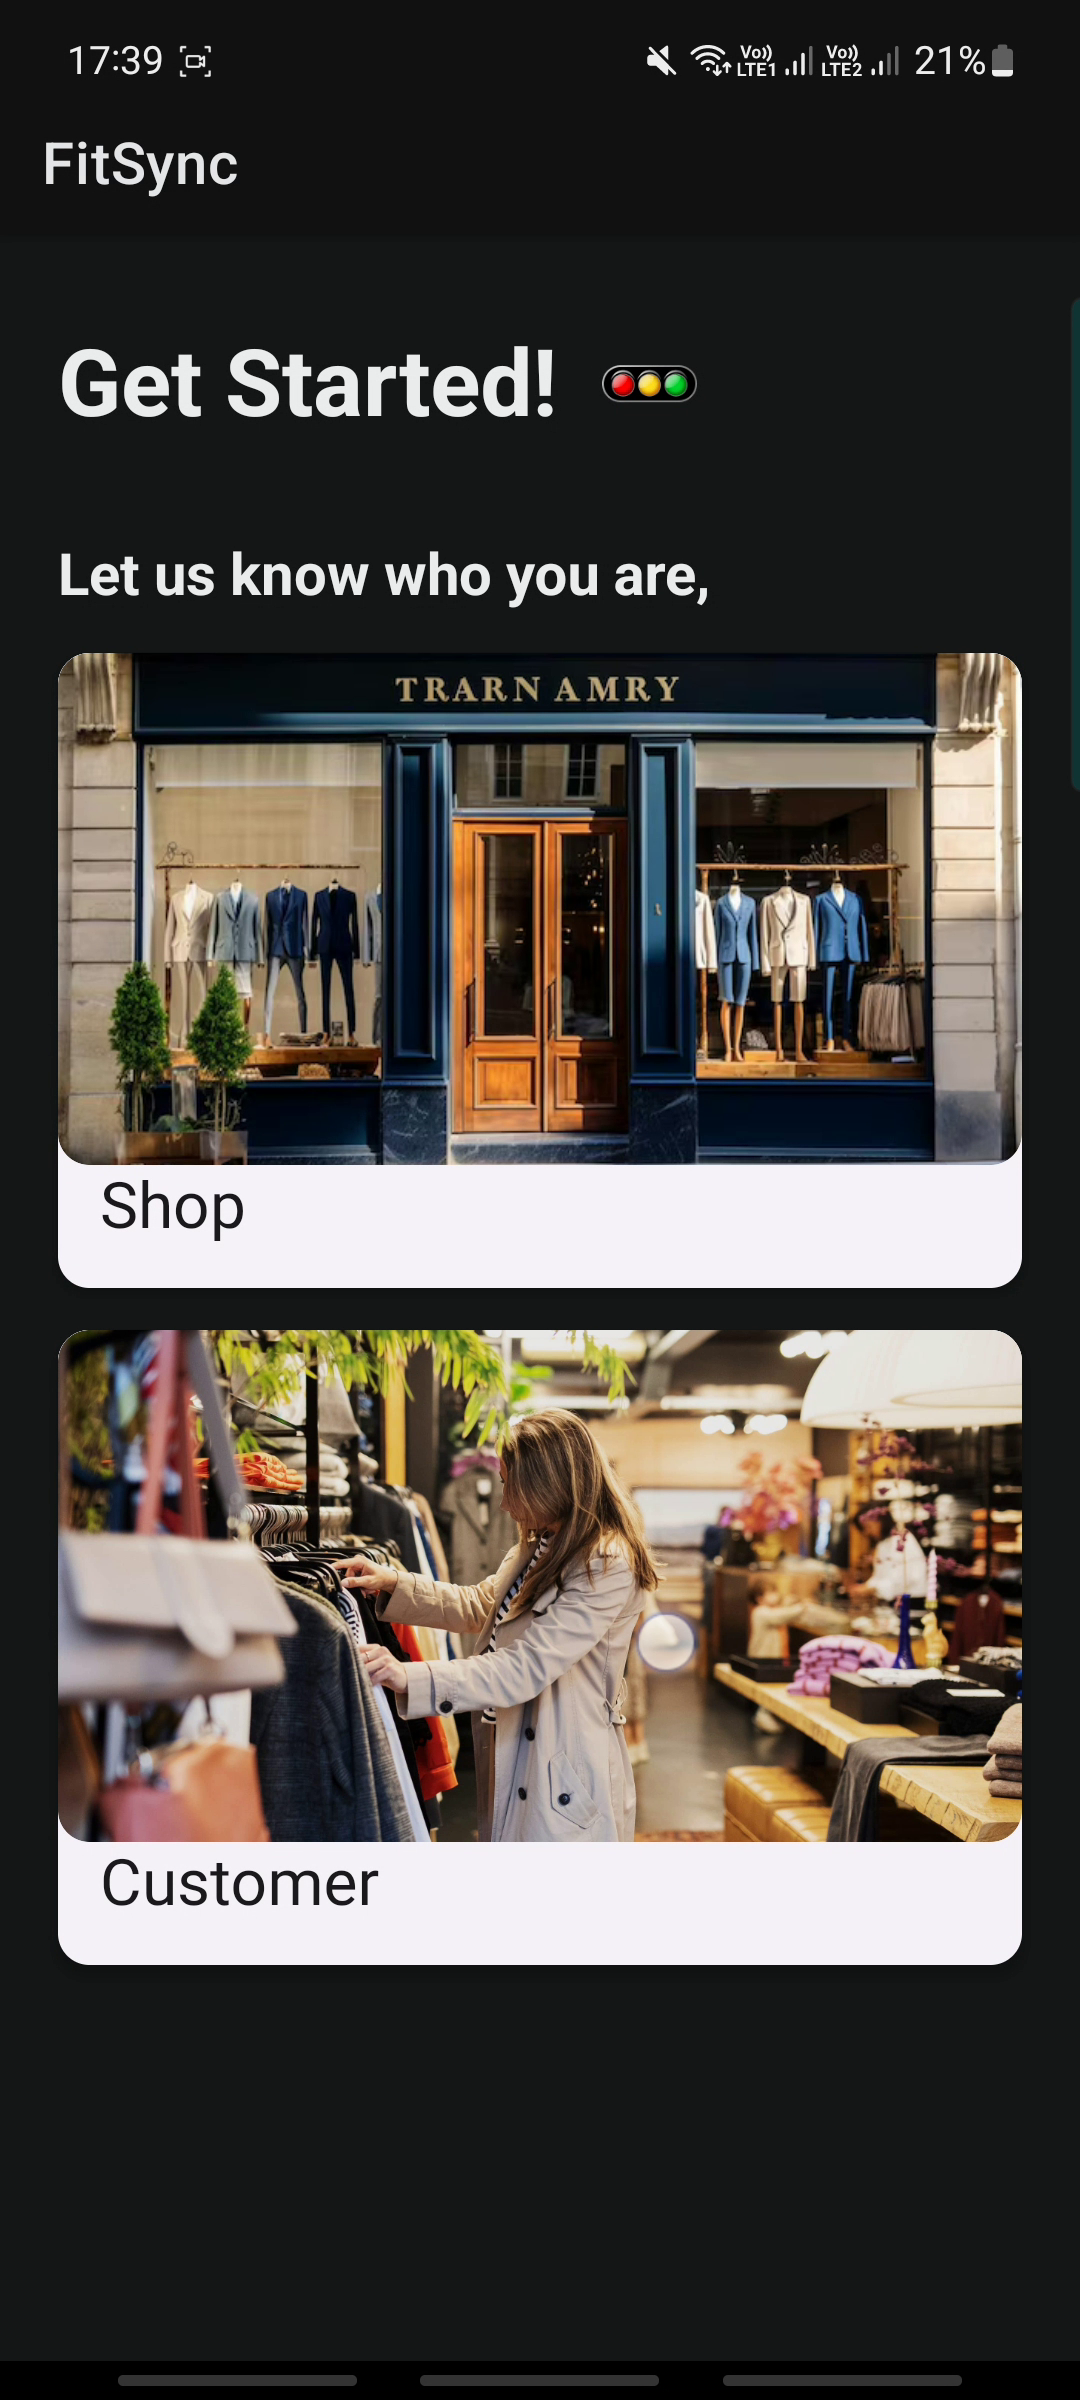 17:39 Vo)) LTE1 Vo)) LTE2 21%
FitSync
Get Started! 🚥
Let us know who you are,
TRARN AMRY
Shop
Customer